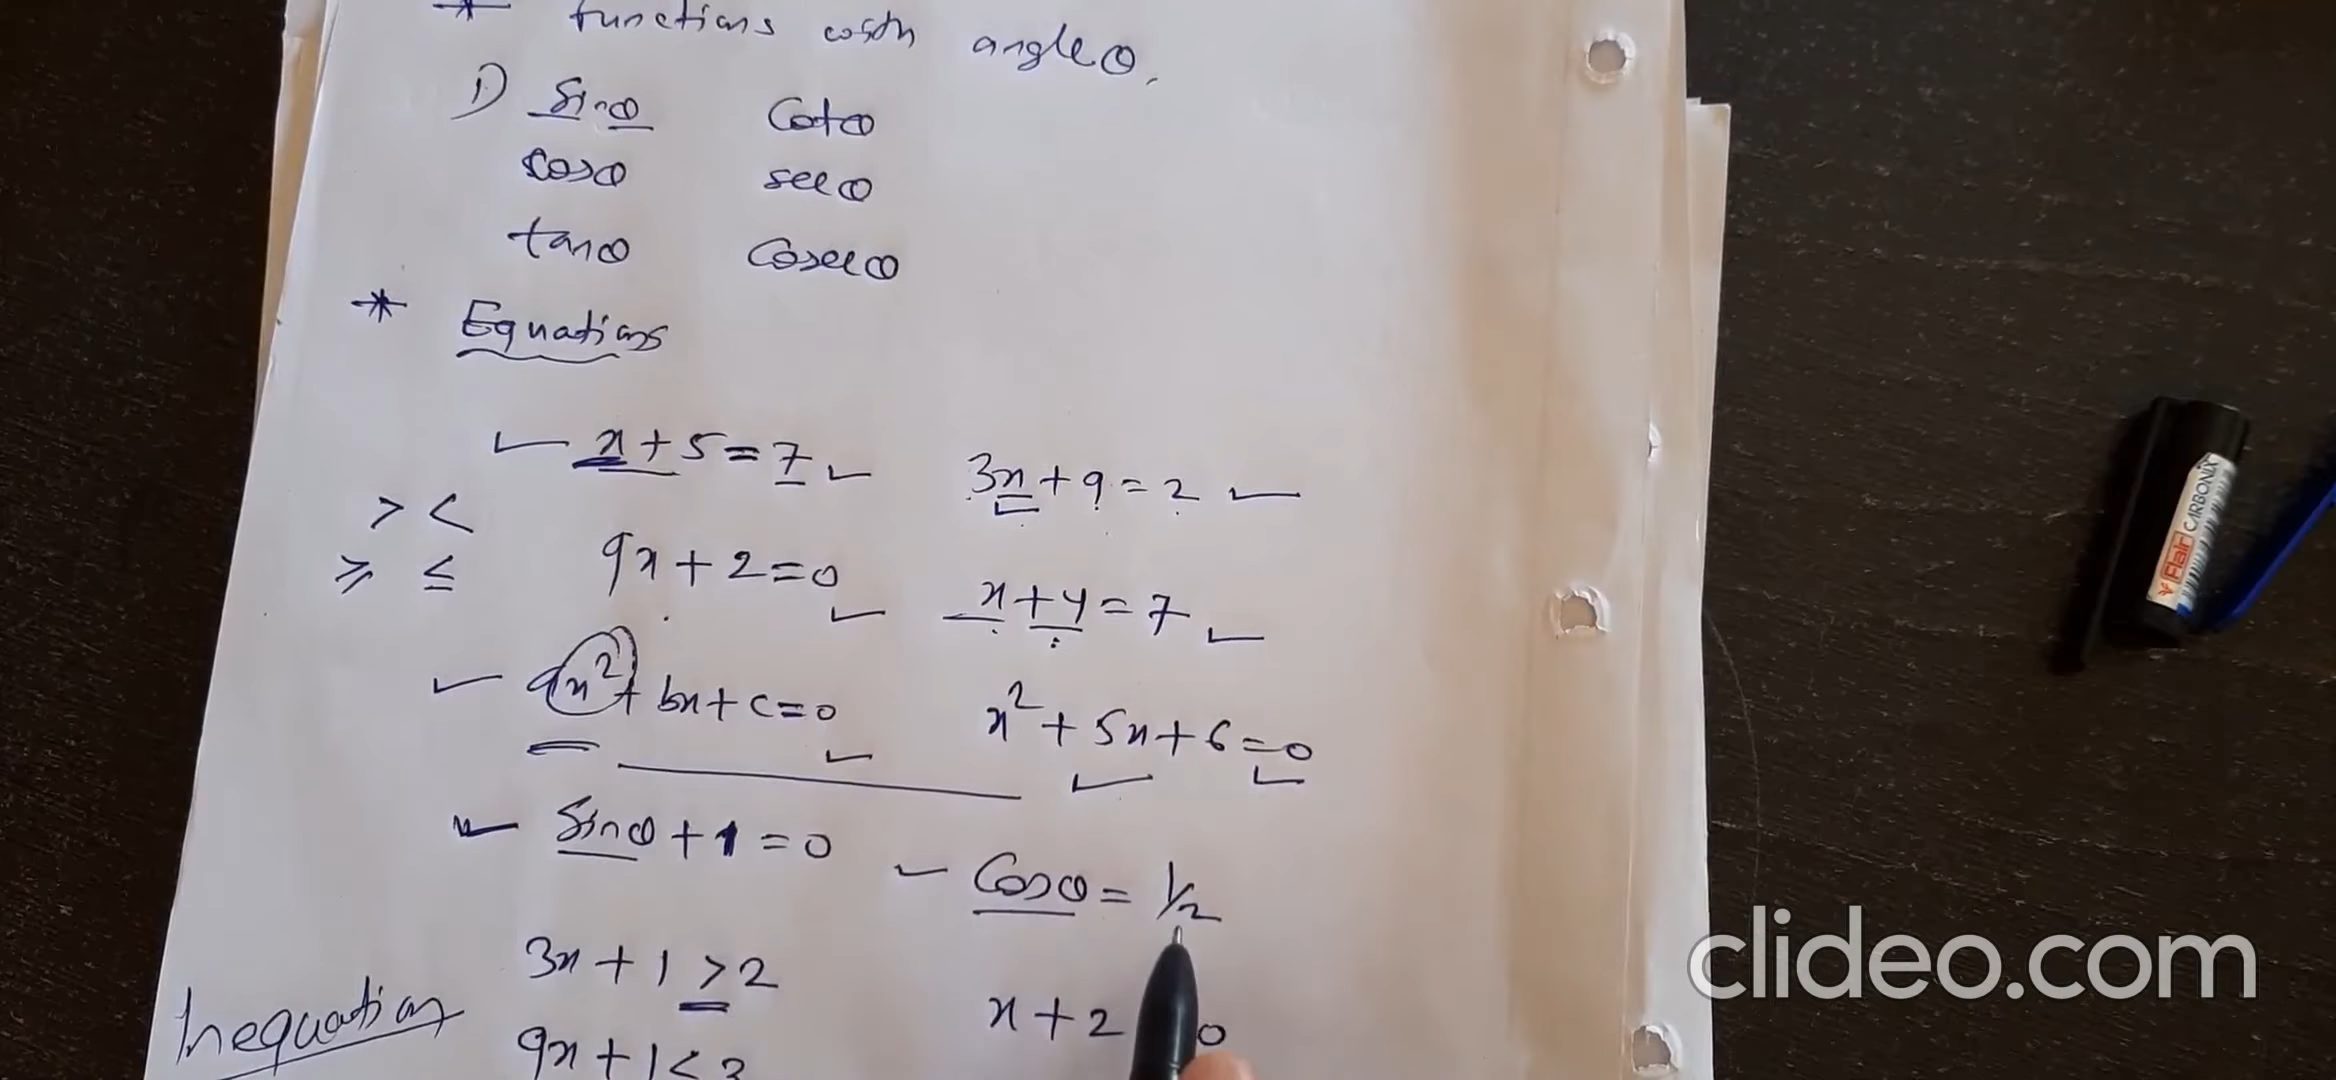 * functions with angle θ.
1) Sinθ Cotθ
Cosθ secθ
tanθ Cosecθ
* Equations
x + 5 = 7 3x + 9 = 2
> <
9x + 2 = 0
≥ ≤
x + y = 7
ax² + bx + c = 0 x² + 5x + 6 = 0
Sinθ + 1 = 0
Cosθ = 1/2
3x + 1 > 2
x + 2 0
Inequation
9x + 1 < 3
Flair CARBONIX
clideo.com